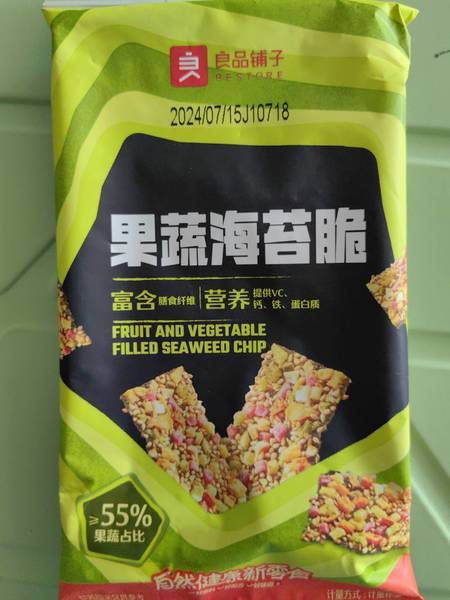 良品铺子
BESTORE
2024/07/15J10718
果蔬海苔脆
富含膳食纤维
营养提供VC、
钙、铁、蛋白质
FRUIT AND VEGETABLE
FILLED SEAWEED CHIP
≥55%
果蔬占比
自然健康新零食
计量方式:计量